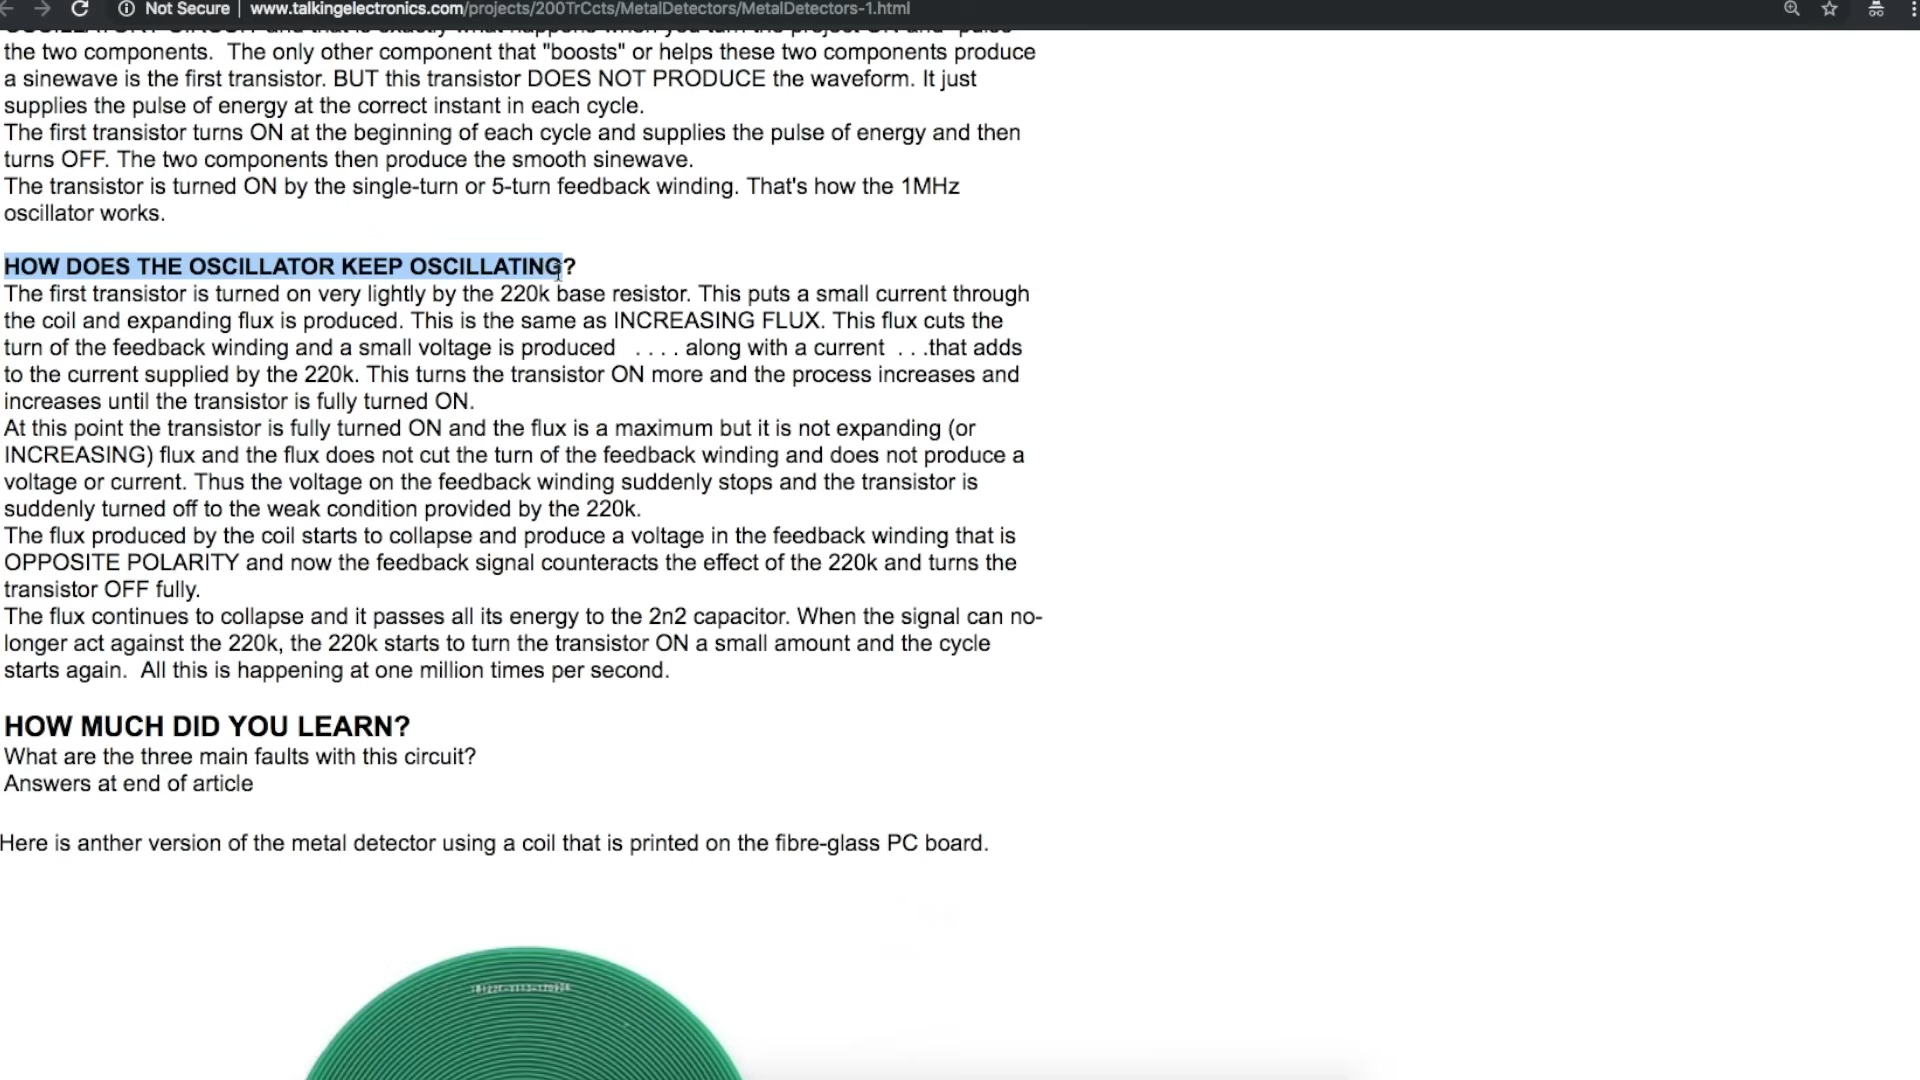 Not Secure | www.talkingelectronics.com/projects/200TrCcts/MetalDetectors/MetalDetectors-1.html
the two components.  The only other component that "boosts" or helps these two components produce
a sinewave is the first transistor. BUT this transistor DOES NOT PRODUCE the waveform. It just
supplies the pulse of energy at the correct instant in each cycle.
The first transistor turns ON at the beginning of each cycle and supplies the pulse of energy and then
turns OFF. The two components then produce the smooth sinewave.
The transistor is turned ON by the single-turn or 5-turn feedback winding. That's how the 1MHz
oscillator works.
HOW DOES THE OSCILLATOR KEEP OSCILLATING?
The first transistor is turned on very lightly by the 220k base resistor. This puts a small current through
the coil and expanding flux is produced. This is the same as INCREASING FLUX. This flux cuts the
turn of the feedback winding and a small voltage is produced   . . . . along with a current  . . .that adds
to the current supplied by the 220k. This turns the transistor ON more and the process increases and
increases until the transistor is fully turned ON.
At this point the transistor is fully turned ON and the flux is a maximum but it is not expanding (or
INCREASING) flux and the flux does not cut the turn of the feedback winding and does not produce a
voltage or current. Thus the voltage on the feedback winding suddenly stops and the transistor is
suddenly turned off to the weak condition provided by the 220k.
The flux produced by the coil starts to collapse and produce a voltage in the feedback winding that is
OPPOSITE POLARITY and now the feedback signal counteracts the effect of the 220k and turns the
transistor OFF fully.
The flux continues to collapse and it passes all its energy to the 2n2 capacitor. When the signal can no-
longer act against the 220k, the 220k starts to turn the transistor ON a small amount and the cycle
starts again.  All this is happening at one million times per second.
HOW MUCH DID YOU LEARN?
What are the three main faults with this circuit?
Answers at end of article
Here is anther version of the metal detector using a coil that is printed on the fibre-glass PC board.